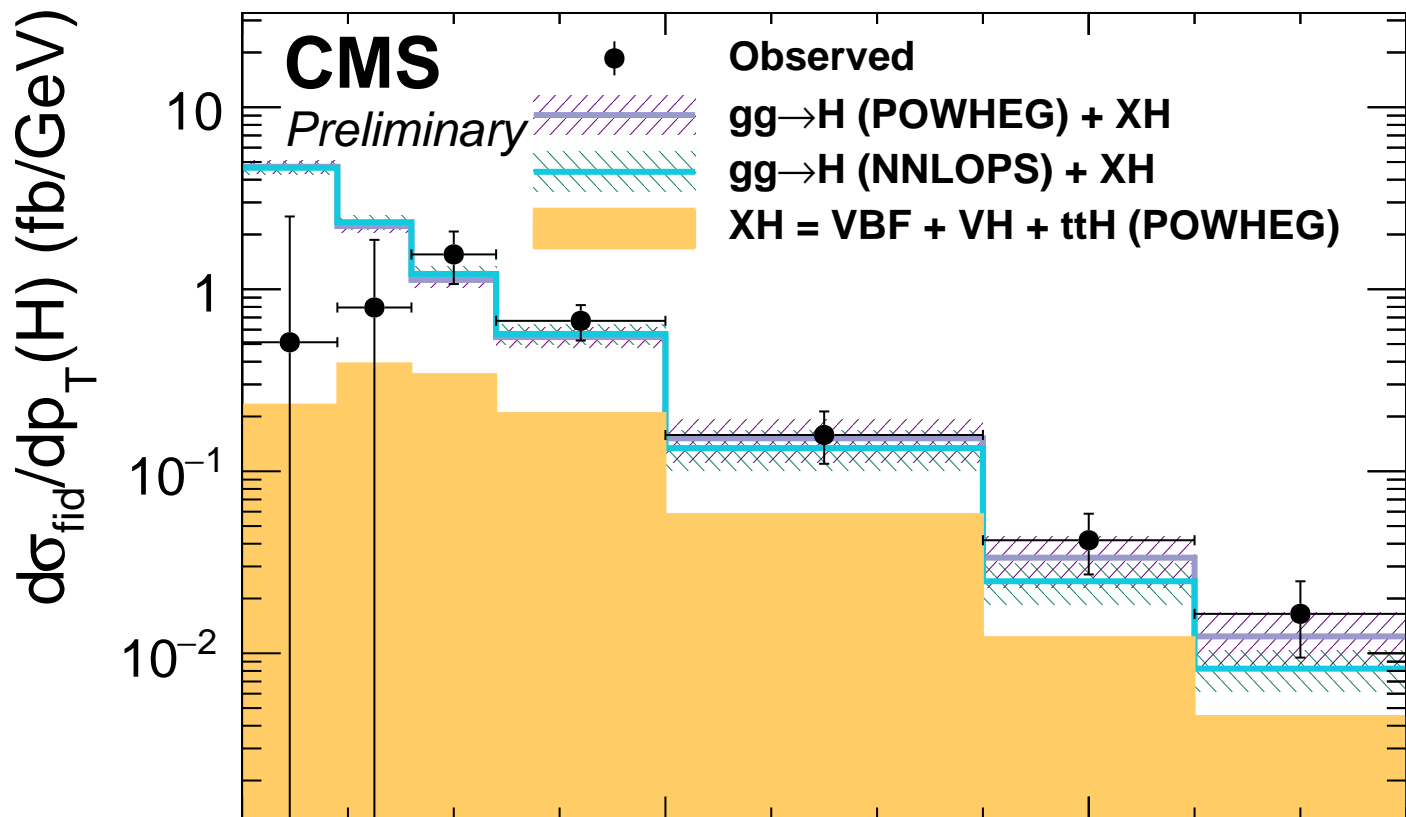 dσfid/dpT(H) (fb/GeV)
CMS
Preliminary
Observed
gg→H (POWHEG) + XH
gg→H (NNLOPS) + XH
XH = VBF + VH + ttH (POWHEG)
10
1
10−1
10−2